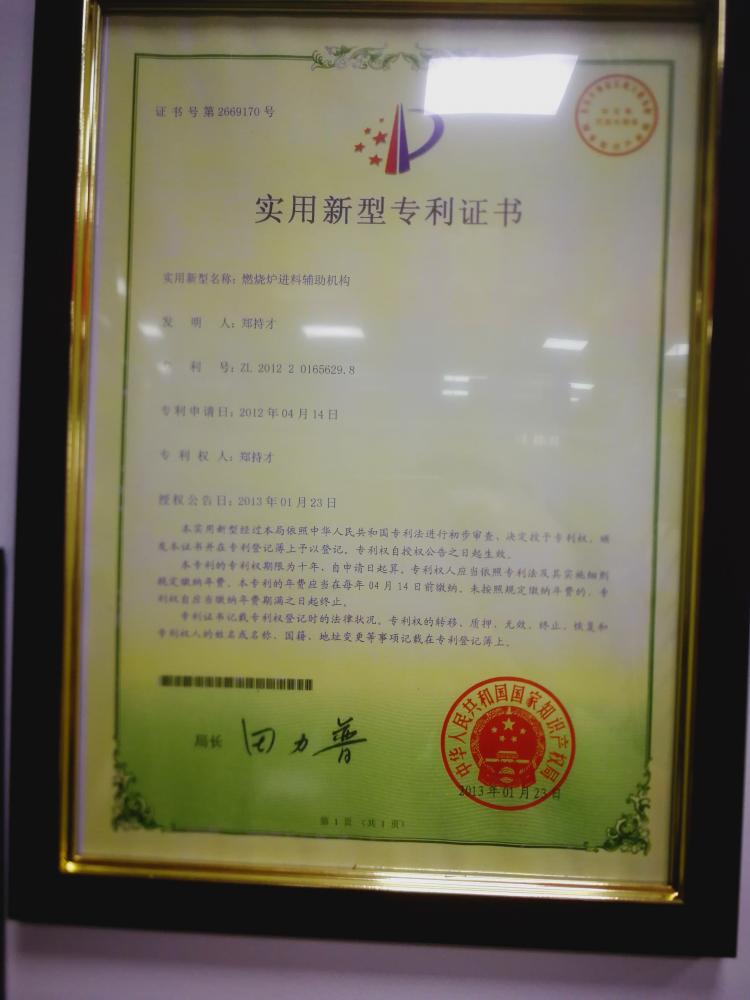 证书号第2669170号
实用新型专利证书
实用新型名称：燃烧炉进料辅助机构
发明人：郑持才
专利号：ZL 2012 2 0165629.8
专利申请日：2012年04月14日
专利权人：郑持才
授权公告日：2013年01月23日
本实用新型经过本局依照中华人民共和国专利法进行初步审查，决定授予专利权，颁
发本证书并在专利登记簿上予以登记。专利权自授权公告之日起生效。
本专利的专利权期限为十年，自申请日起算。专利权人应当依照专利法及其实施细则
规定缴纳年费。本专利的年费应当在每年04月14日前缴纳。未按照规定缴纳年费的，专
利权自应当缴纳年费期满之日起终止。
专利证书记载专利权登记时的法律状况。专利权的转移、质押、无效、终止、恢复和
专利权人的姓名或名称、国籍、地址变更等事项记载在专利登记簿上。
局长 田力普
中华人民共和国国家知识产权局
2013年01月23日
第1页（共1页）